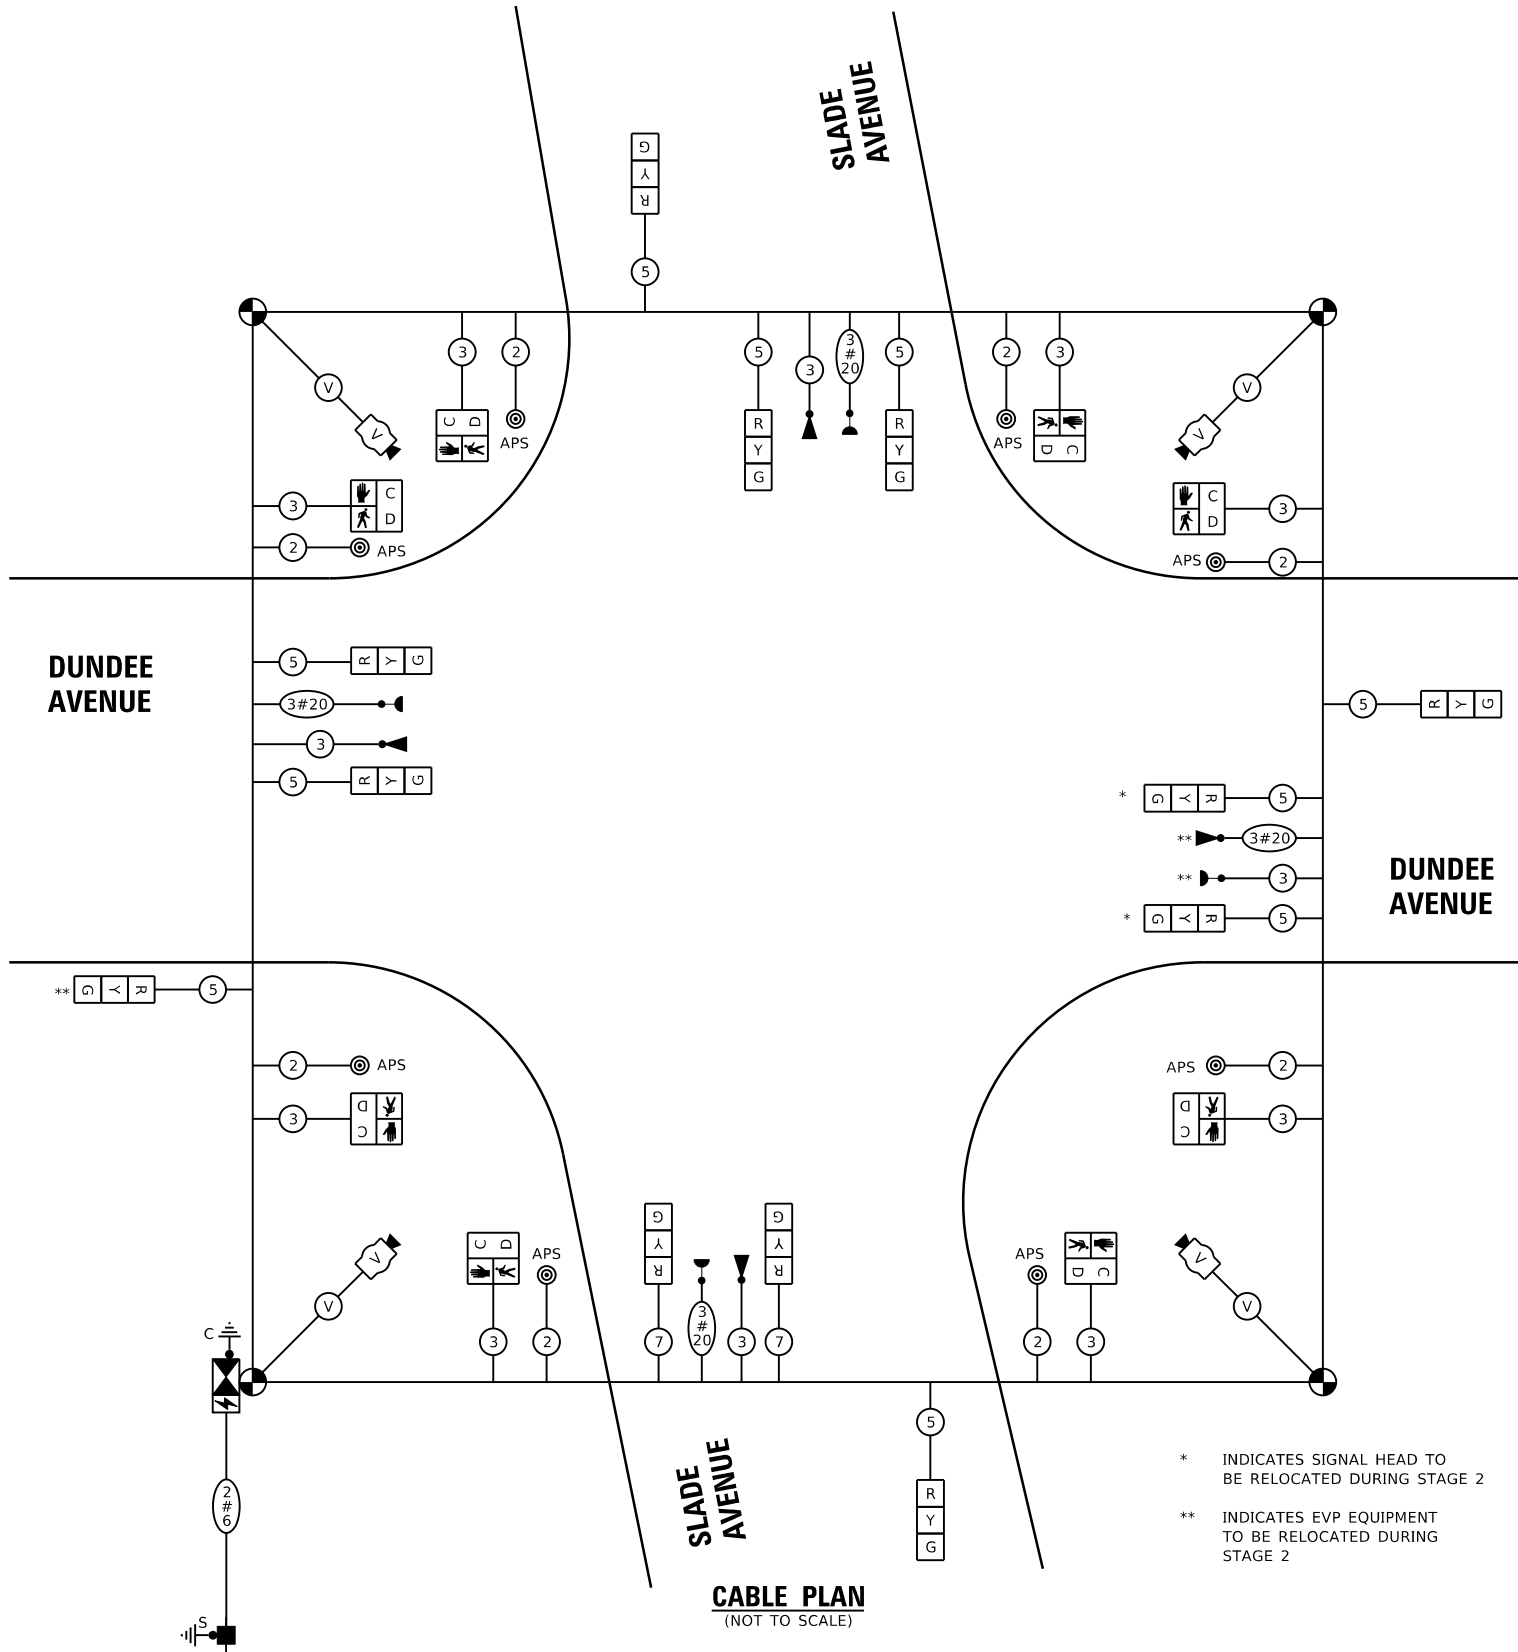 SLADE
AVENUE
G
Y
R
5
3
2
5
3
3
#
20
5
2
3
V
V
V
V
C D
APS
R
Y
G
R
Y
G
APS
D C
3
C
D
2
APS
C
D
3
APS
2
DUNDEE
AVENUE
5
R Y G
3#20
3
5
R Y G
5
R Y G
*
G Y R
5
**
3#20
**
3
*
G Y R
5
DUNDEE
AVENUE
**
G Y R
5
2
APS
3
D
C
APS
2
D
C
3
V
V
V
V
C D
APS
G
Y
R
G
Y
R
3
#
20
APS
D C
3
2
7
3
7
2
3
C
5
R
Y
G
2
#
6
S
SLADE
AVENUE
* INDICATES SIGNAL HEAD TO
BE RELOCATED DURING STAGE 2
** INDICATES EVP EQUIPMENT
TO BE RELOCATED DURING
STAGE 2
CABLE PLAN
(NOT TO SCALE)